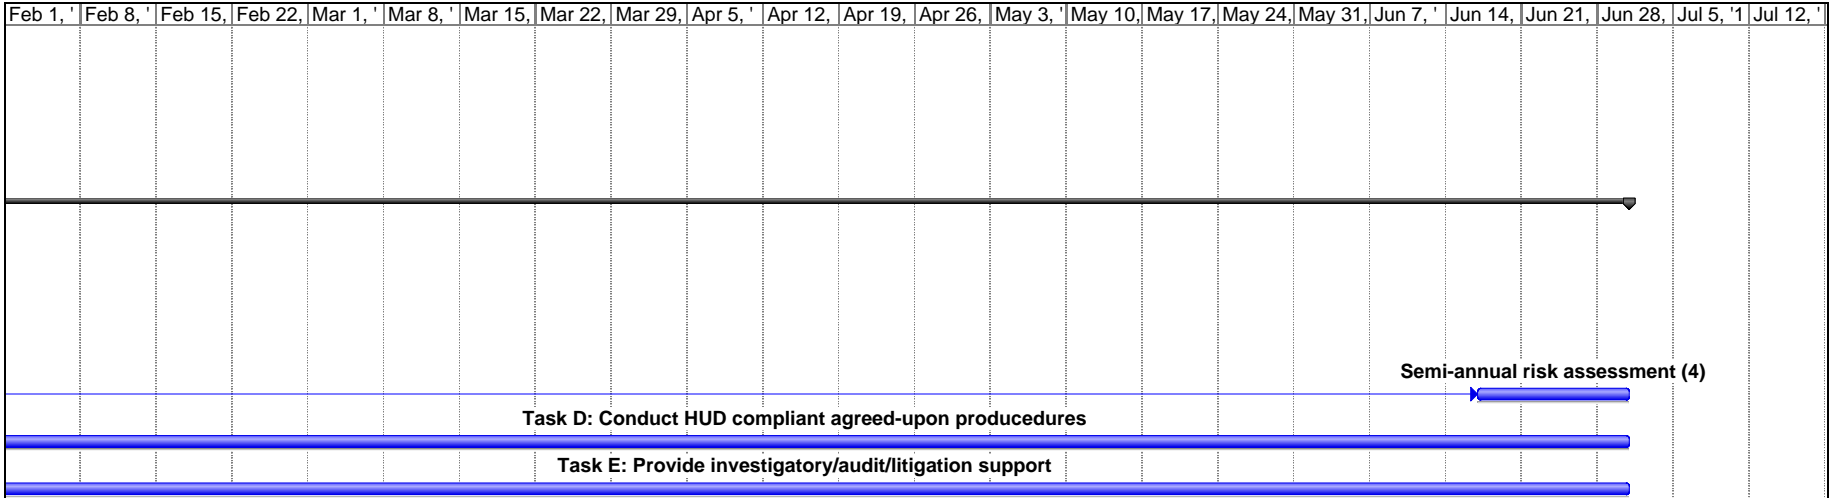 Feb 1, ' Feb 8, ' Feb 15, Feb 22, Mar 1, ' Mar 8, ' Mar 15, Mar 22, Mar 29, Apr 5, ' Apr 12, Apr 19, Apr 26, May 3, ' May 10, May 17, May 24, May 31, Jun 7, ' Jun 14, Jun 21, Jun 28, Jul 5, '1 Jul 12, '
Semi-annual risk assessment (4)
Task D: Conduct HUD compliant agreed-upon producedures
Task E: Provide investigatory/audit/litigation support